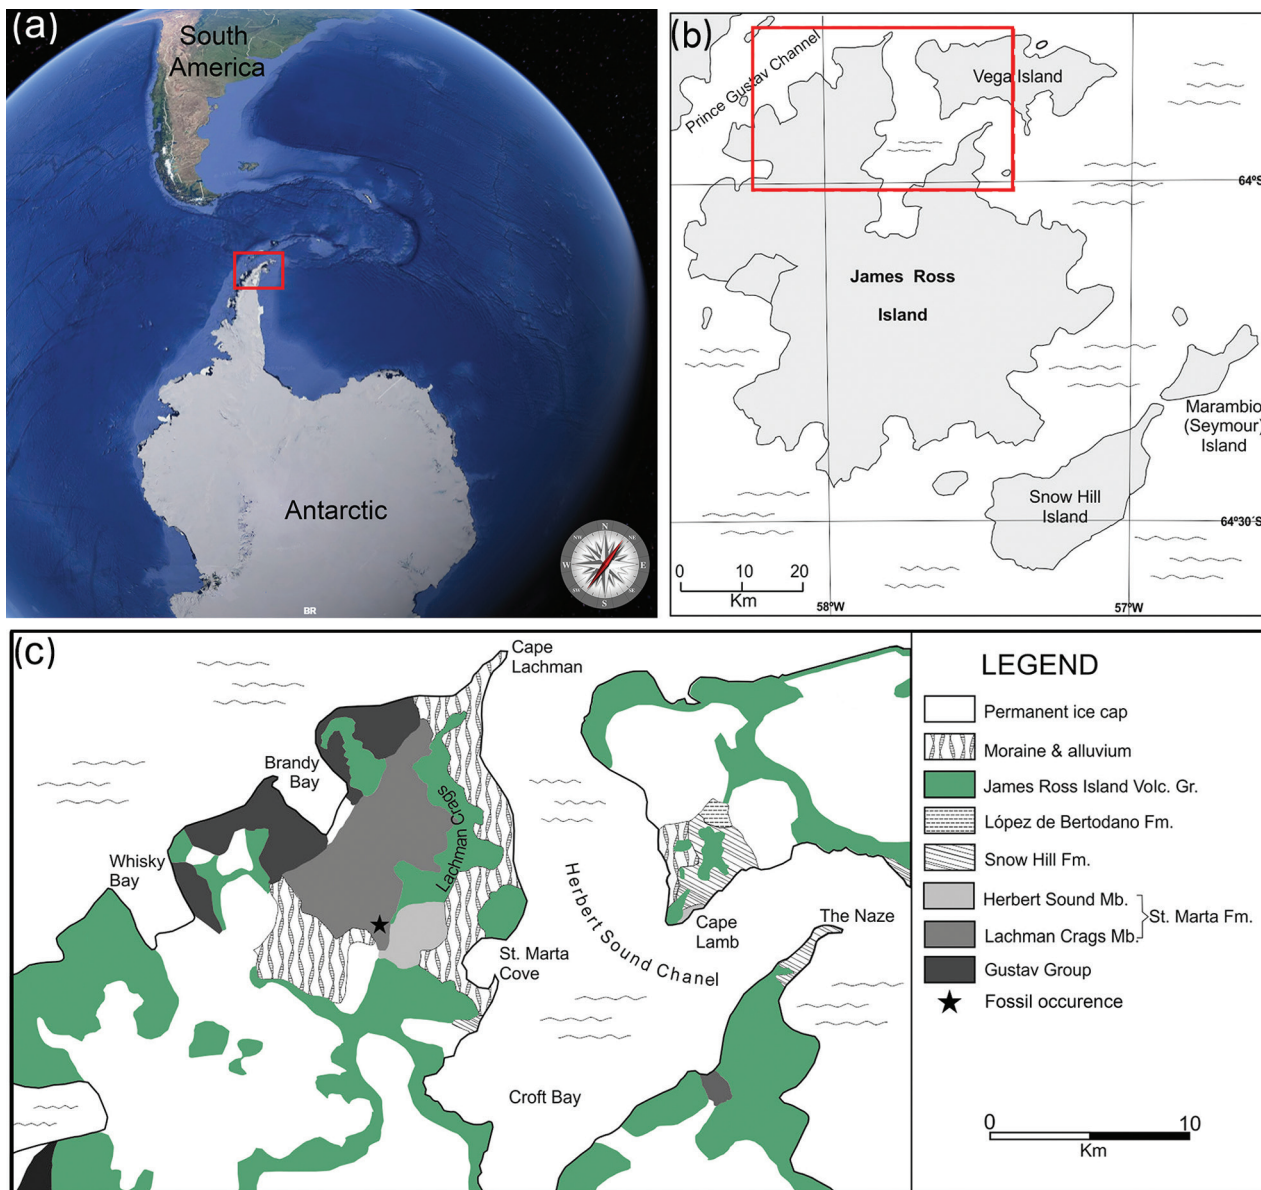 (a)
South
America
Antarctic
BR
N
NE
E
SE
S
SW
W
NW
(b)
Prince Gustav Channel
Vega Island
64ºS
James Ross
Island
Marambio
(Seymour)
Island
Snow Hill
Island
64º30´S
0 10 20
Km
58ºW
57ºW
(c)
Cape
Lachman
Brandy
Bay
Lachman Crags
Whisky
Bay
Herbert Sound Chanel
Cape
Lamb
The Naze
St. Marta
Cove
Croft Bay
LEGEND
Permanent ice cap
Moraine & alluvium
James Ross Island Volc. Gr.
López de Bertodano Fm.
Snow Hill Fm.
Herbert Sound Mb.
St. Marta Fm.
Lachman Crags Mb.
Gustav Group
Fossil occurence
0 10
Km